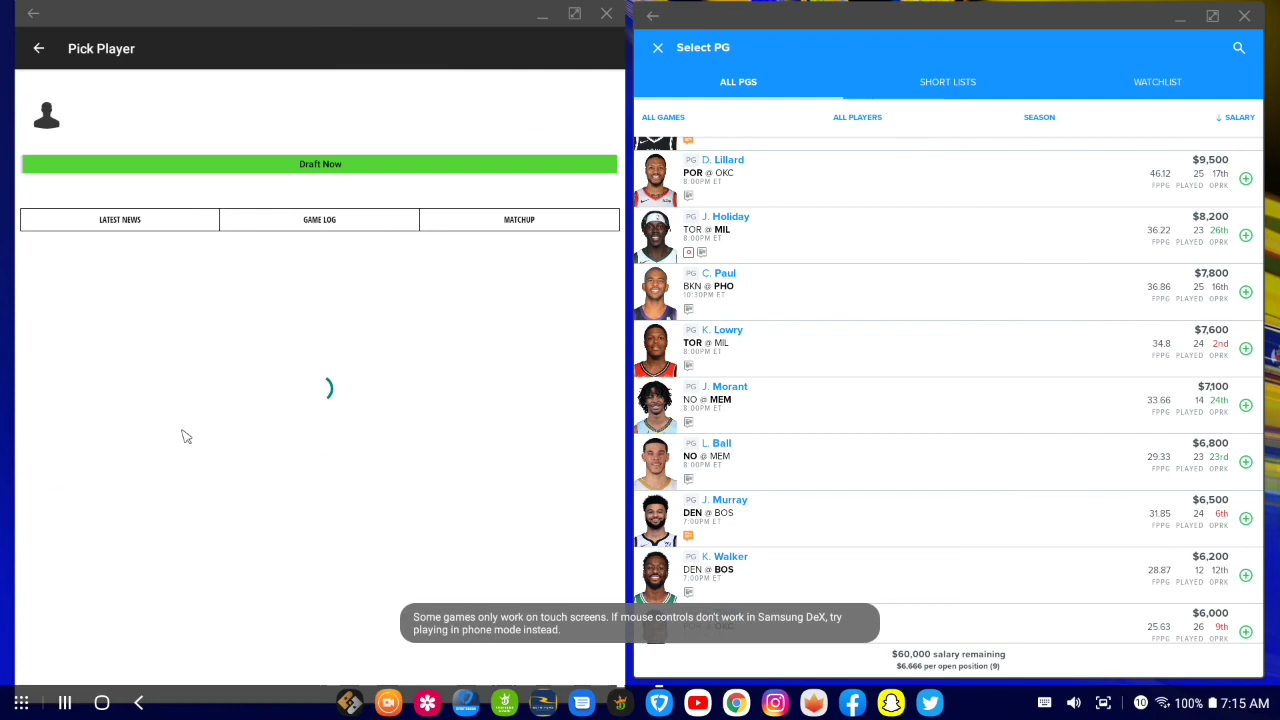 Pick Player
Draft Now
LATEST NEWS GAME LOG MATCHUP
Select PG
ALL PGS SHORT LISTS WATCHLIST
ALL GAMES ALL PLAYERS SEASON ↓ SALARY
PG D. Lillard $9,500
POR @ OKC 46.12 25 17th
8:00PM ET FPPG PLAYED OPRK
PG J. Holiday $8,200
TOR @ MIL 36.22 23 26th
8:00PM ET FPPG PLAYED OPRK
O
PG C. Paul $7,800
BKN @ PHO 36.86 25 16th
10:30PM ET FPPG PLAYED OPRK
PG K. Lowry $7,600
TOR @ MIL 34.8 24 2nd
8:00PM ET FPPG PLAYED OPRK
PG J. Morant $7,100
NO @ MEM 33.66 14 24th
8:00PM ET FPPG PLAYED OPRK
PG L. Ball $6,800
NO @ MEM 29.33 23 23rd
8:00PM ET FPPG PLAYED OPRK
PG J. Murray $6,500
DEN @ BOS 31.85 24 6th
7:00PM ET FPPG PLAYED OPRK
PG K. Walker $6,200
DEN @ BOS 28.87 12 12th
7:00PM ET FPPG PLAYED OPRK
$6,000
25.63 26 9th
FPPG PLAYED OPRK
Some games only work on touch screens. If mouse controls don't work in Samsung DeX, try
playing in phone mode instead.
$60,000 salary remaining
$6,666 per open position (9)
10 100% 7:15 AM